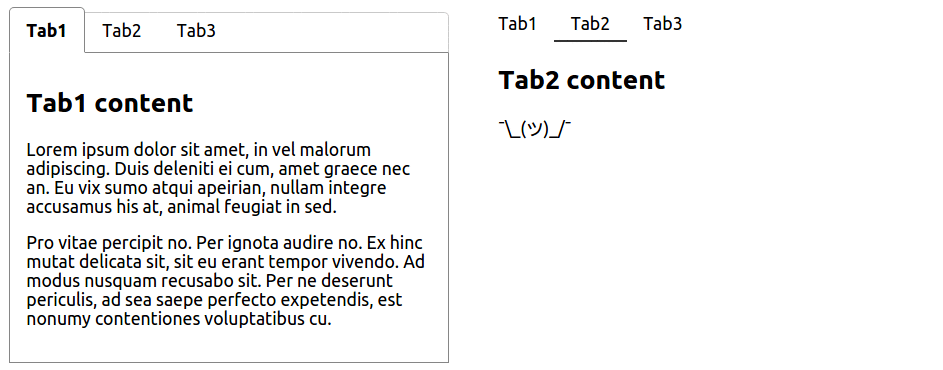 Tab1 Tab2 Tab3
Tab1 content
Lorem ipsum dolor sit amet, in vel malorum
adipiscing. Duis deleniti ei cum, amet graece nec
an. Eu vix sumo atqui apeirian, nullam integre
accusamus his at, animal feugiat in sed.
Pro vitae percipit no. Per ignota audire no. Ex hinc
mutat delicata sit, sit eu erant tempor vivendo. Ad
modus nusquam recusabo sit. Per ne deserunt
periculis, ad sea saepe perfecto expetendis, est
nonumy contentiones voluptatibus cu.
Tab1 Tab2 Tab3
Tab2 content
¯\_(ツ)_/¯